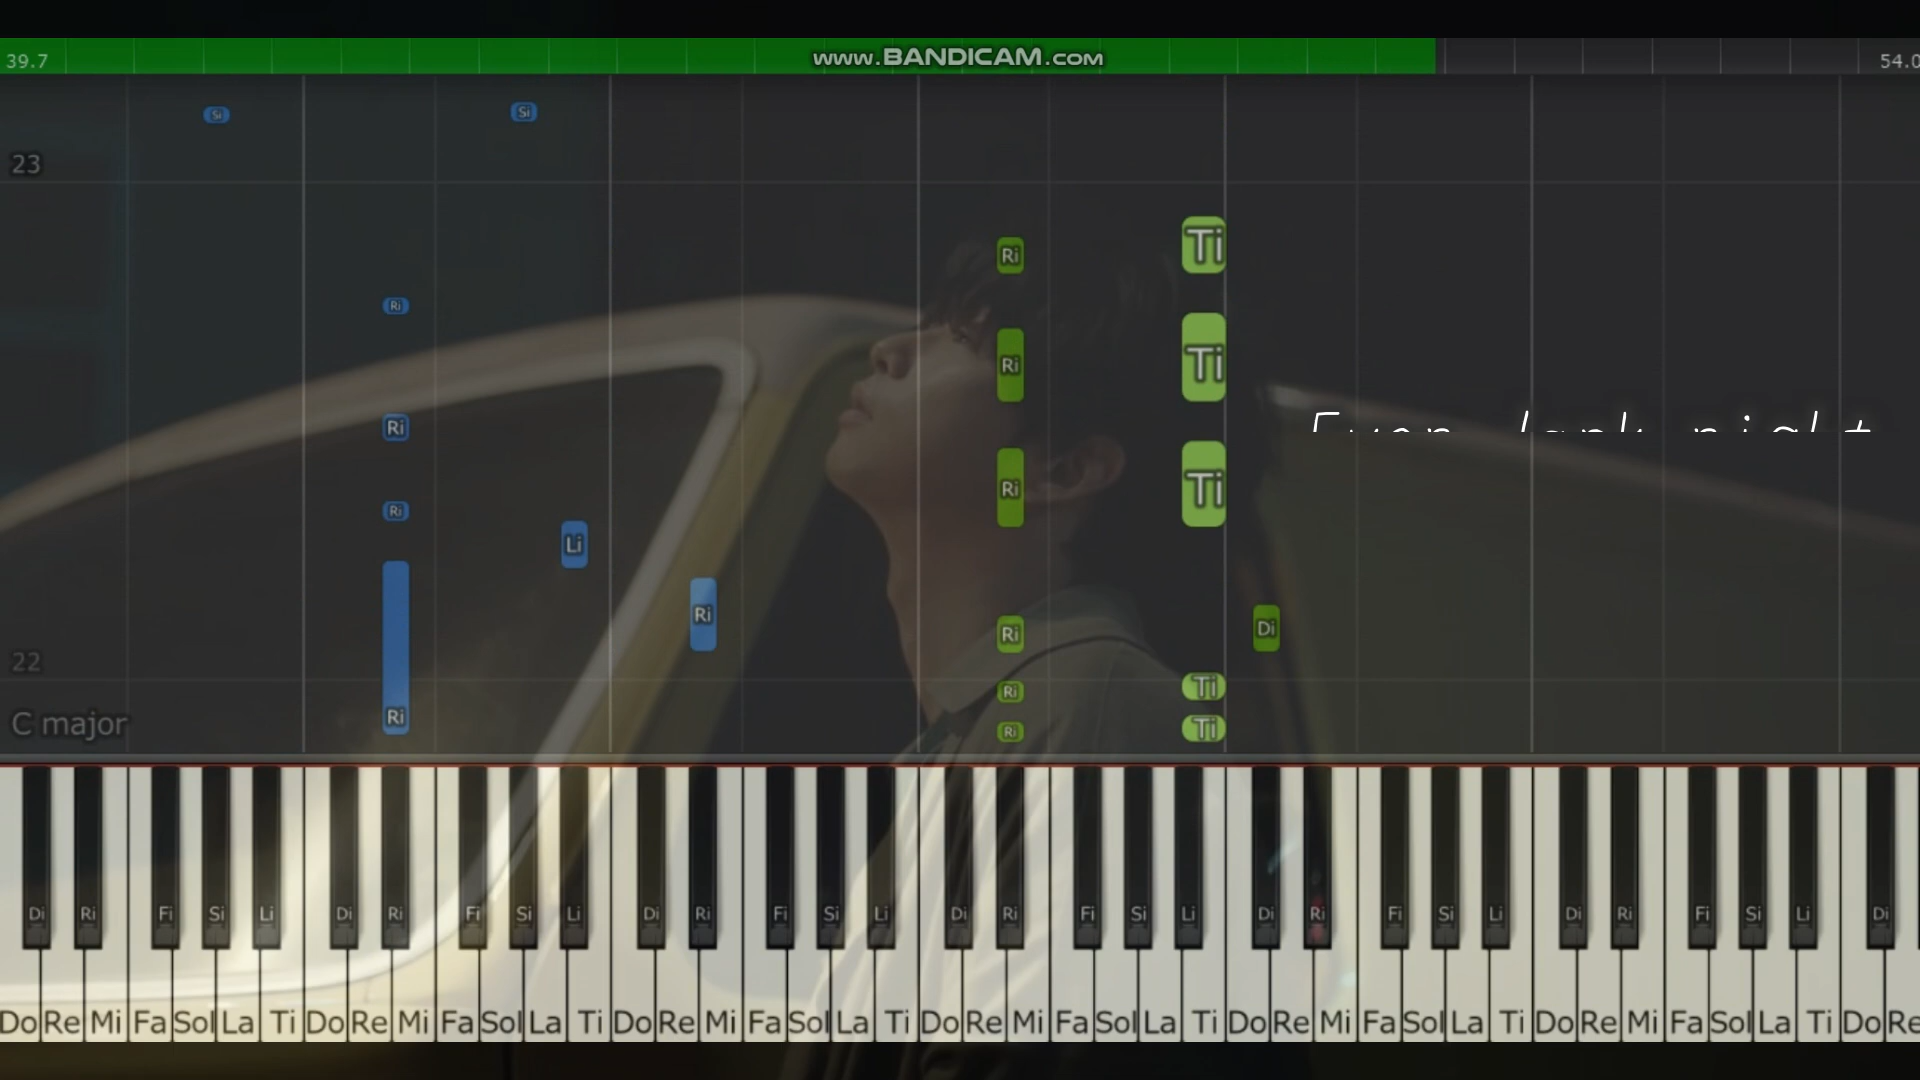 39.7 www.BANDICAM.com 54.0
Si Si
23
Ri Ti
Ri
Ri Ti
Ri
Ri Ti
Ri
Li
Ri Di
Ri
22
Ri Ti
C major Ri
Ri Ti
Di Ri Fi Si Li Di Ri Fi Si Li Di Ri Fi Si Li Di Ri Fi Si Li Di Ri Fi Si Li Di Ri Fi Si Li Di
Do Re Mi Fa Sol La Ti Do Re Mi Fa Sol La Ti Do Re Mi Fa Sol La Ti Do Re Mi Fa Sol La Ti Do Re Mi Fa Sol La Ti Do Re Mi Fa Sol La Ti Do Re